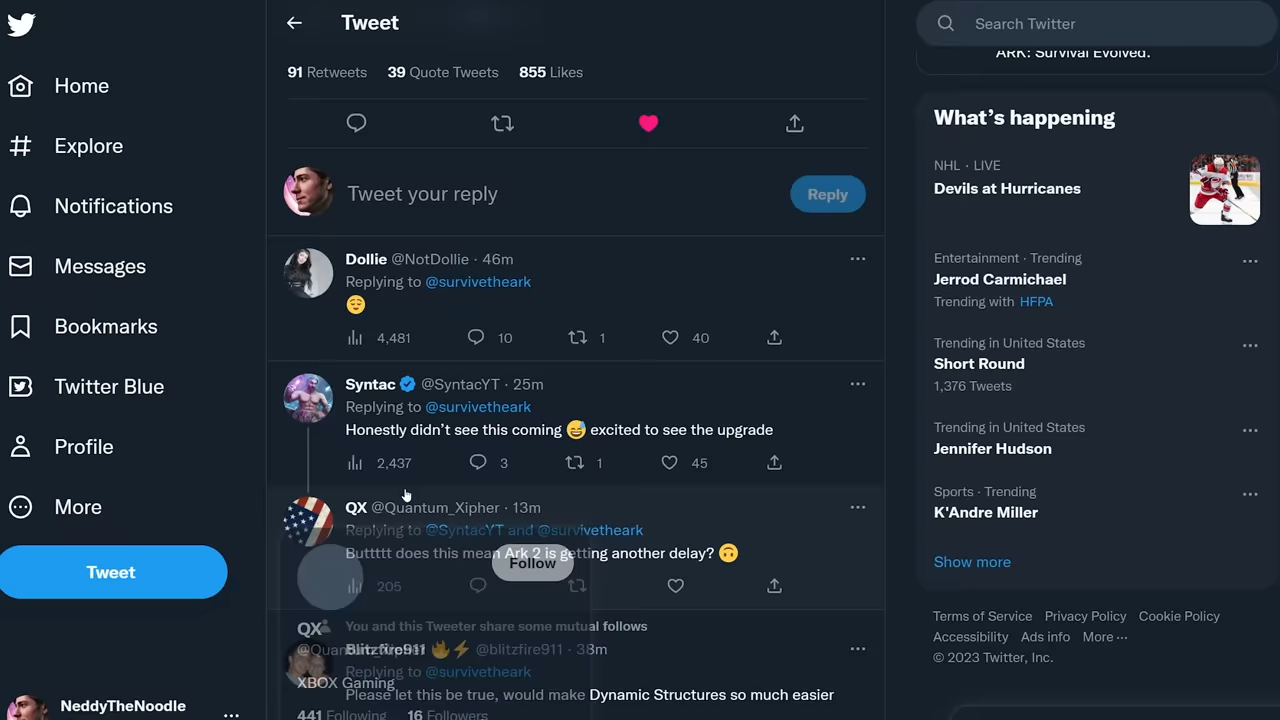 Home
Explore
Notifications
Messages
Bookmarks
Twitter Blue
Profile
More
Tweet
NeddyTheNoodle
Tweet
91 Retweets 39 Quote Tweets 855 Likes
Tweet your reply
Reply
Dollie @NotDollie · 46m
Replying to @survivetheark
😌
4,481 10 1 40
Syntac @SyntacYT · 25m
Replying to @survivetheark
Honestly didn't see this coming 😅 excited to see the upgrade
2,437 3 1 45
QX @Quantum_Xipher · 13m
Replying to @SyntacYT and @survivetheark
Buttttt does this mean Ark 2 is getting another delay? 🙃
Follow
205
QX
You and this Tweeter share some mutual follows
Blitzfire911 🔥⚡ @blitzfire911 · 38m
Replying to @survivetheark
XBOX Gaming
Please let this be true, would make Dynamic Structures so much easier
441 Following 16 Followers
Search Twitter
ARK: Survival Evolved.
What's happening
NHL · LIVE
Devils at Hurricanes
Entertainment · Trending
Jerrod Carmichael
Trending with HFPA
Trending in United States
Short Round
1,376 Tweets
Trending in United States
Jennifer Hudson
Sports · Trending
K'Andre Miller
Show more
Terms of Service Privacy Policy Cookie Policy
Accessibility Ads info More ···
© 2023 Twitter, Inc.